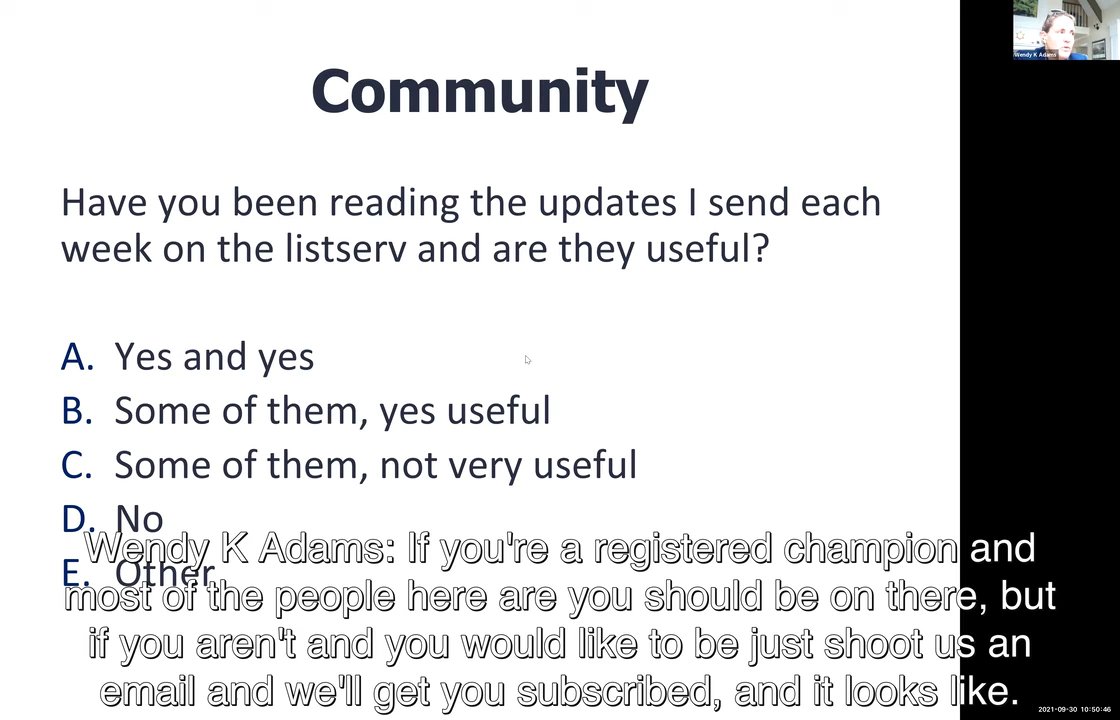 Community
Wendy K Adams
Have you been reading the updates I send each
week on the listserv and are they useful?
A. Yes and yes
B. Some of them, yes useful
C. Some of them, not very useful
D. No
E. Other
Wendy K Adams: If you're a registered champion and
most of the people here are you should be on there, but
if you aren't and you would like to be just shoot us an
email and we'll get you subscribed, and it looks like.
2021-09-30 10:50:46